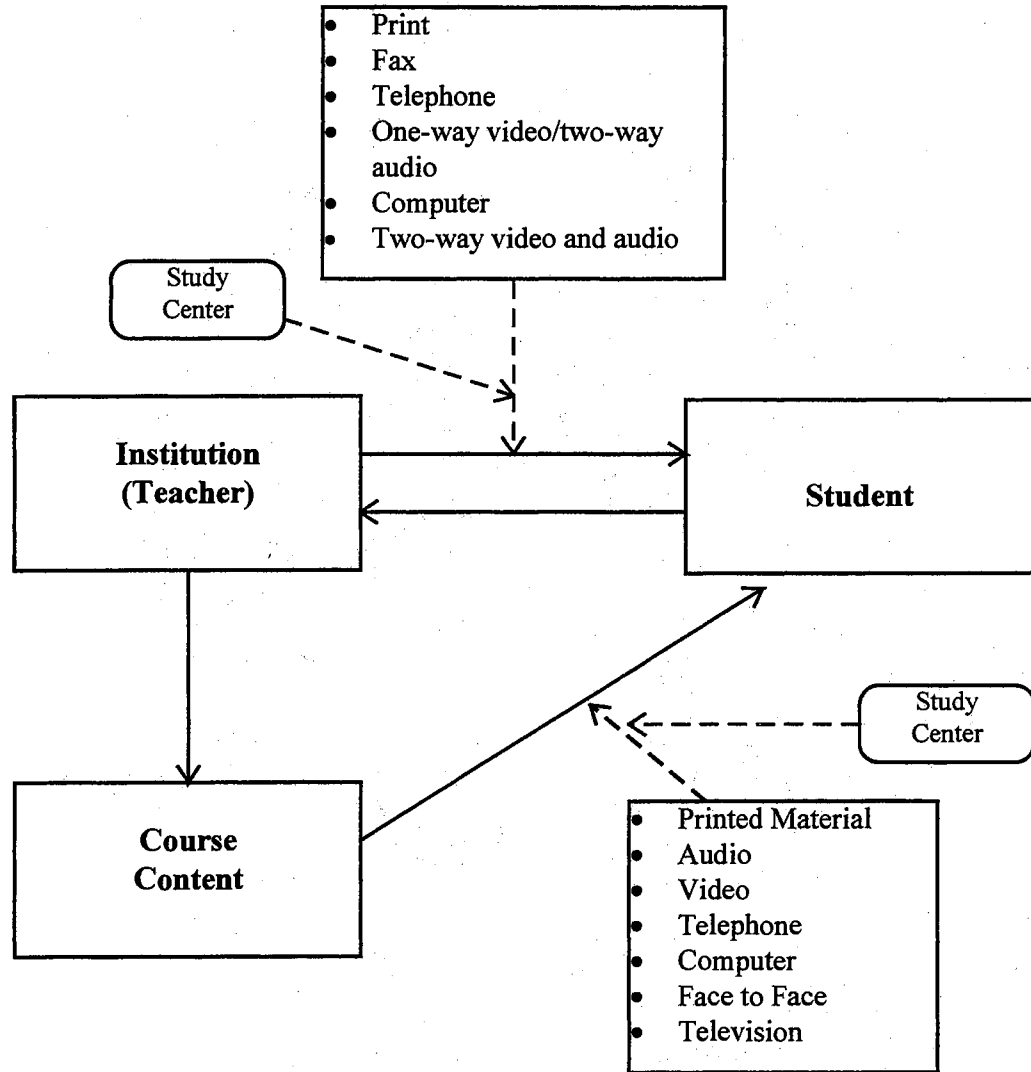 • Print
• Fax
• Telephone
• One-way video/two-way
audio
• Computer
• Two-way video and audio
Study
Center
Institution
(Teacher)
Student
Study
Center
Course
Content
• Printed Material
• Audio
• Video
• Telephone
• Computer
• Face to Face
• Television